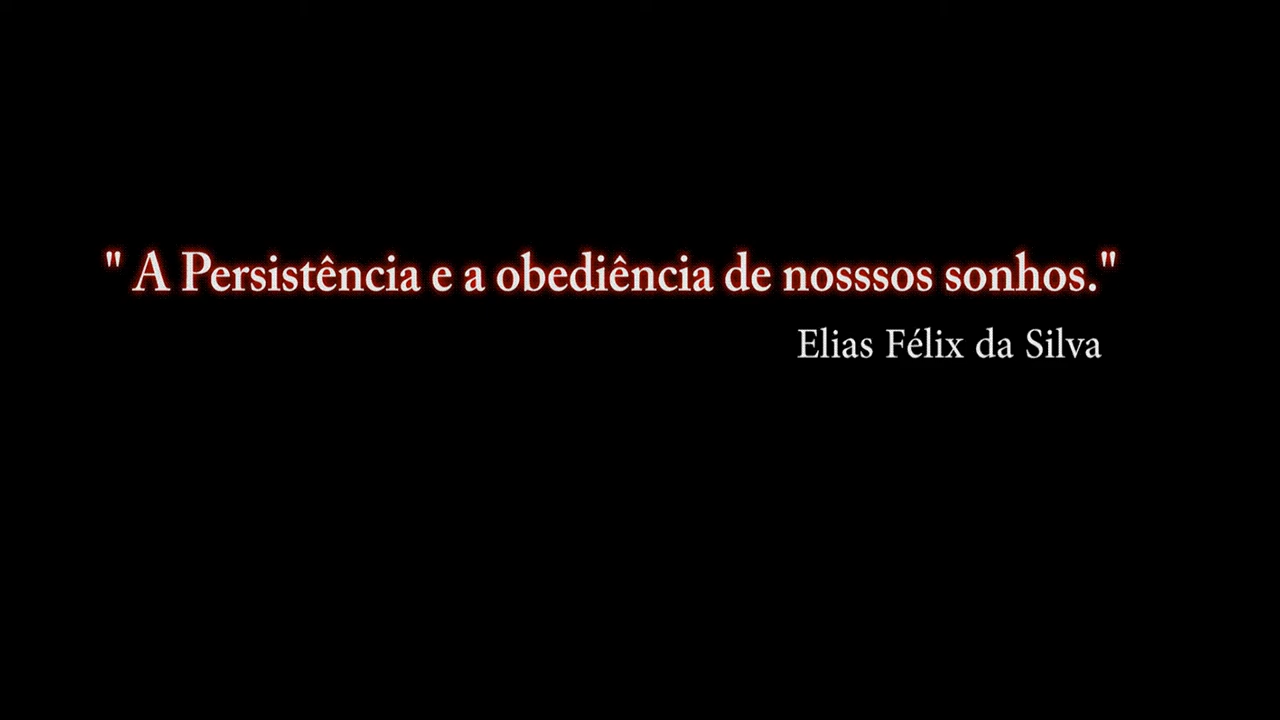 " A Persistência e a obediência de nosssos sonhos."
Elias Félix da Silva